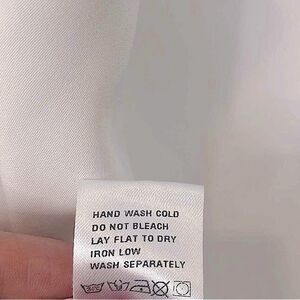 HAND WASH COLD
DO NOT BLEACH
LAY FLAT TO DRY
IRON LOW
WASH SEPARATELY